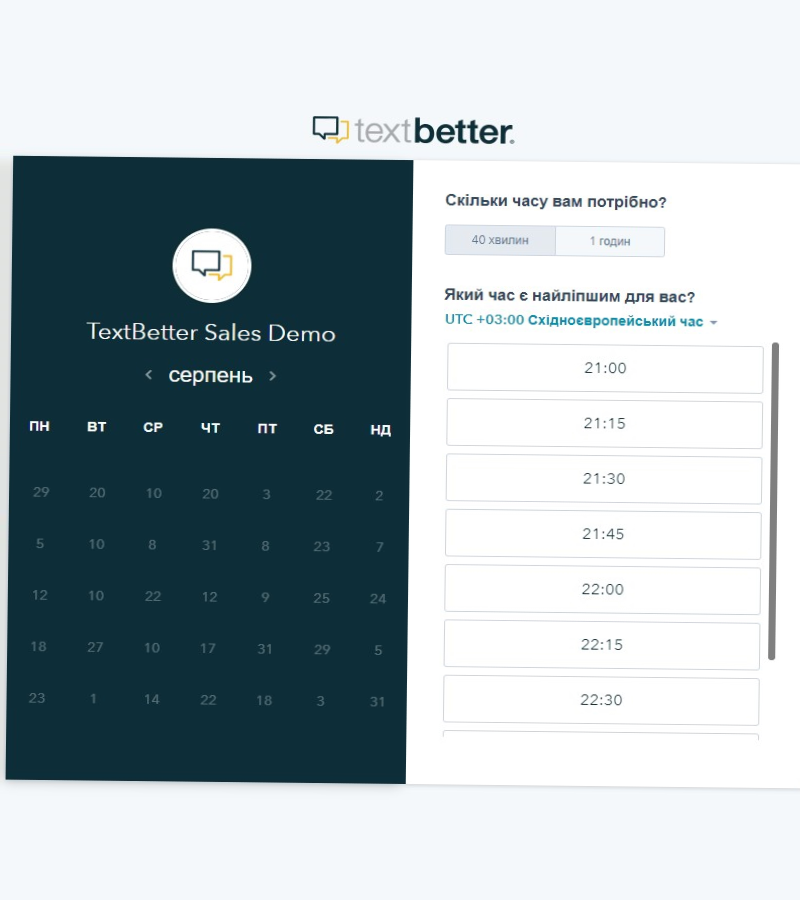 textbetter.
TextBetter Sales Demo
серпень
ПН ВТ СР ЧТ ПТ СБ НД
29 20 10 20 3 22 2
5 10 8 31 8 23 7
12 10 22 12 9 25 24
18 27 10 17 31 29 5
23 1 14 22 18 3 31
Скільки часу вам потрібно?
40 хвилин 1 годин
Який час є найліпшим для вас?
UTC +03:00 Східноєвропейський час
21:00
21:15
21:30
21:45
22:00
22:15
22:30